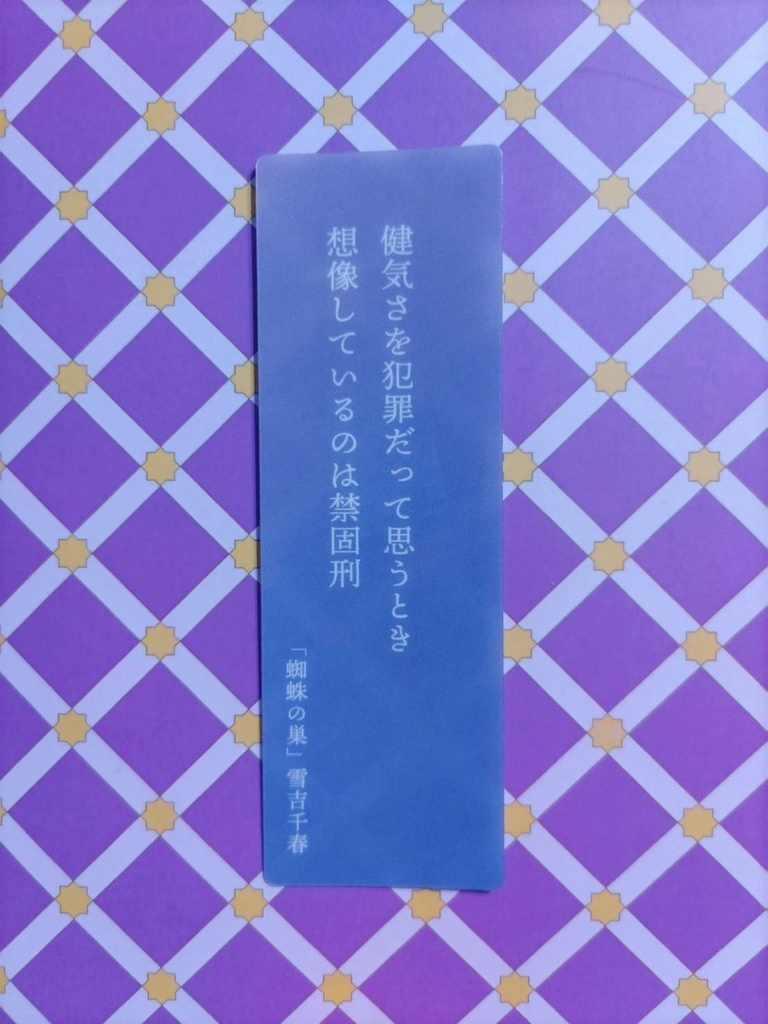 健気さを犯罪だって思うとき
想像しているのは禁固刑
「蜘蛛の巣」雪吉千春